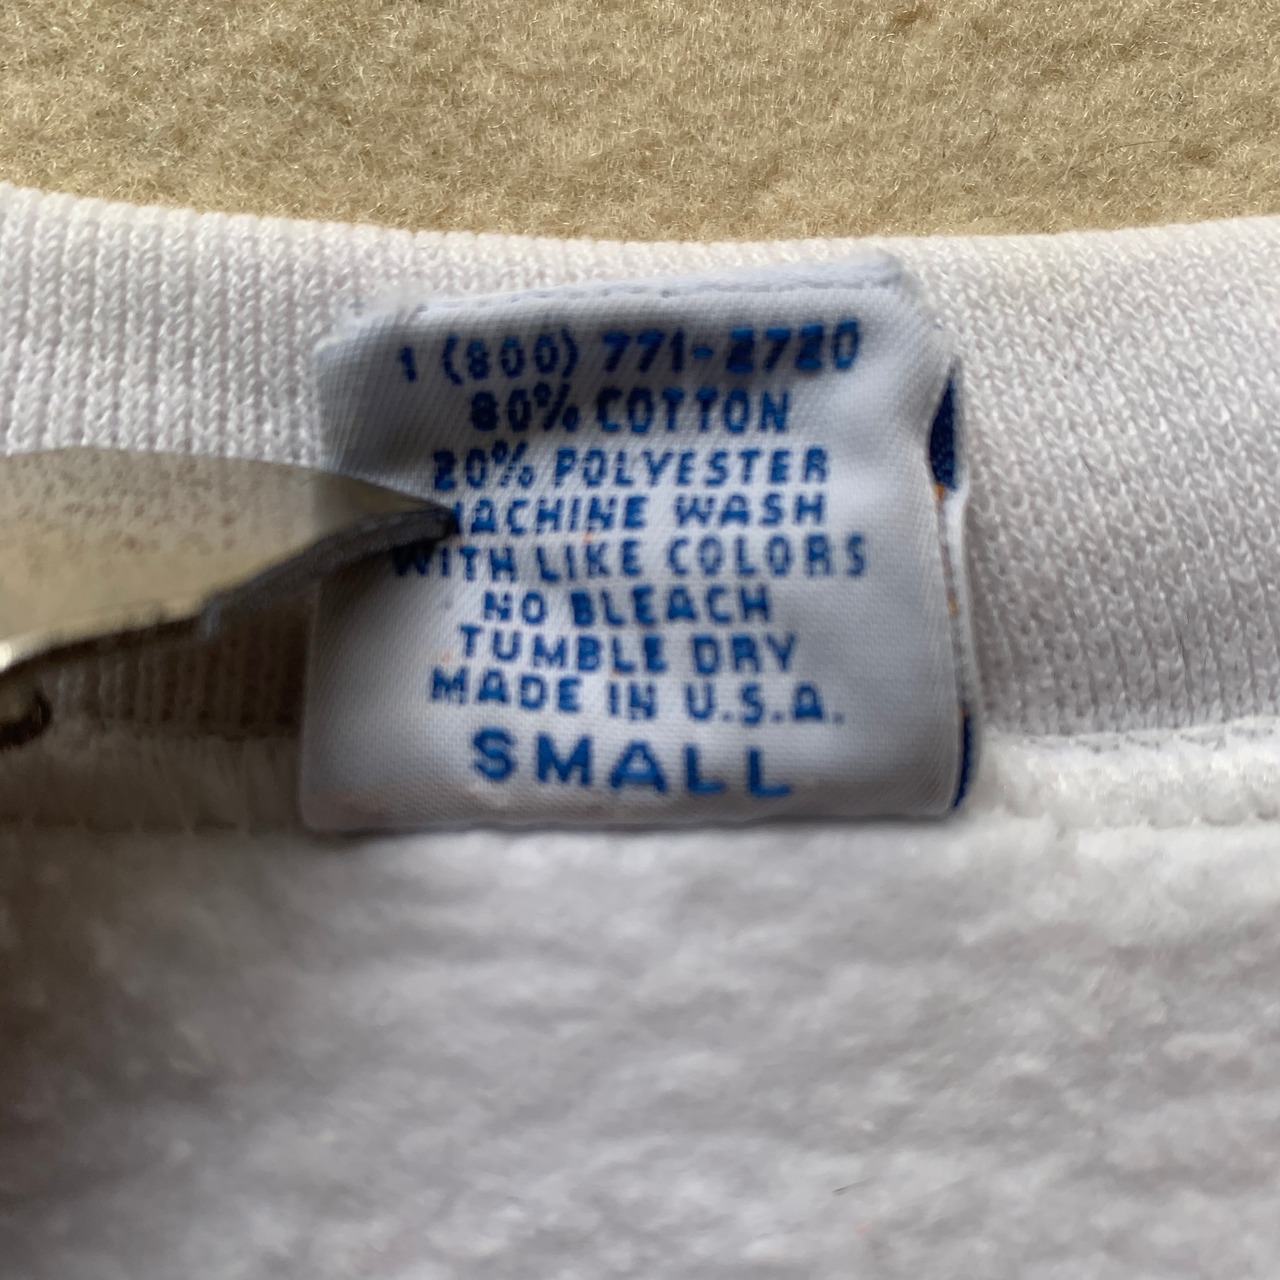 1 (800) 771-2720
80% COTTON
20% POLYESTER
MACHINE WASH
WITH LIKE COLORS
NO BLEACH
TUMBLE DRY
MADE IN U.S.A.
SMALL